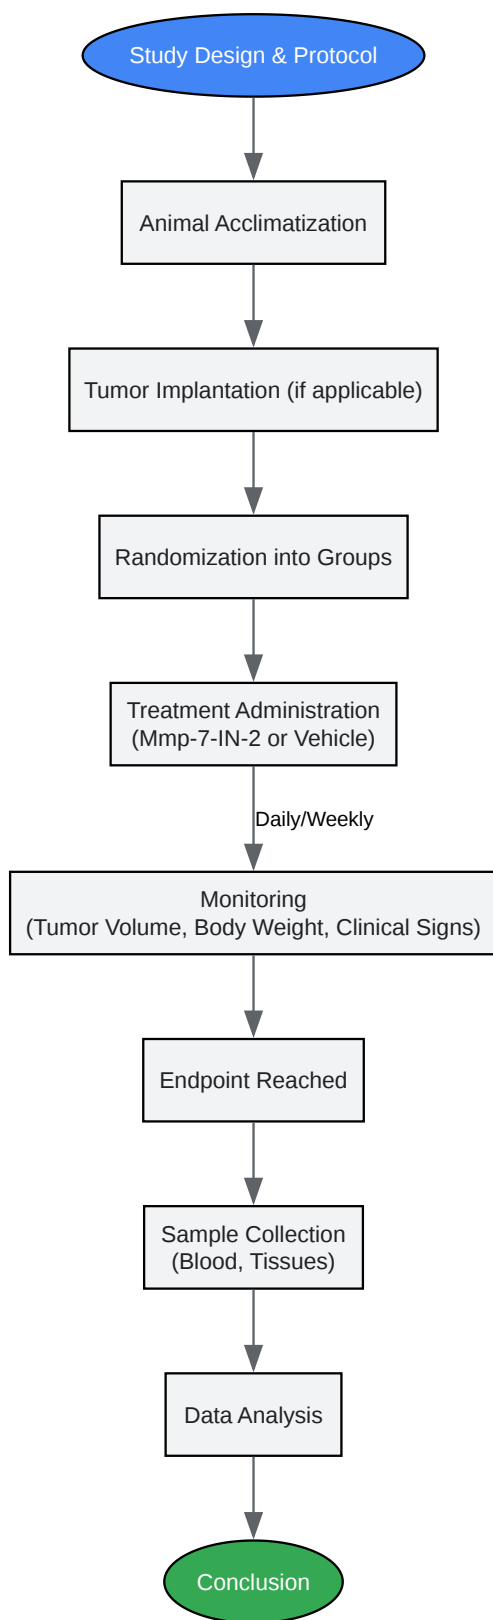 Study Design & Protocol
Animal Acclimatization
Tumor Implantation (if applicable)
Randomization into Groups
Treatment Administration
(Mmp-7-IN-2 or Vehicle)
Daily/Weekly
Monitoring
(Tumor Volume, Body Weight, Clinical Signs)
Endpoint Reached
Sample Collection
(Blood, Tissues)
Data Analysis
Conclusion